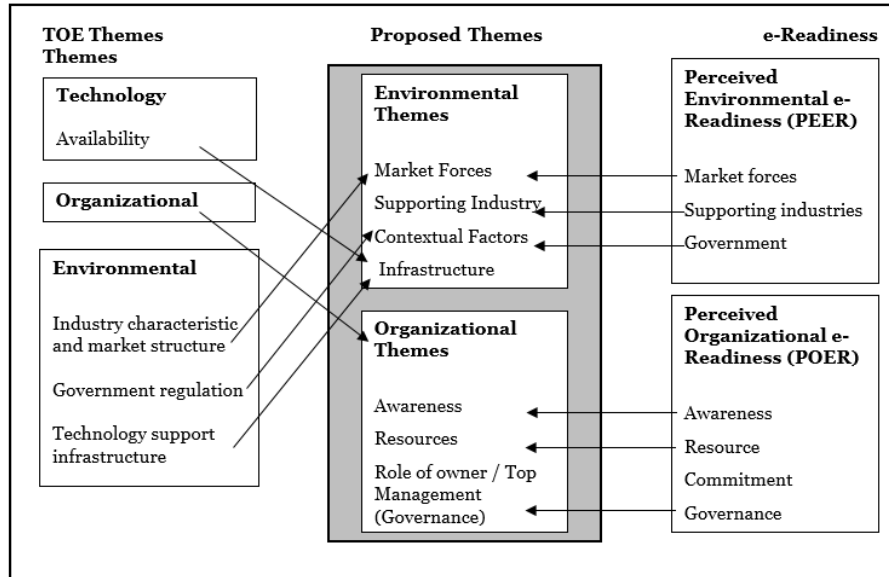 TOE Themes
Themes
Technology
Availability
Organizational
Environmental
Industry characteristic
and market structure
Government regulation
Technology support
infrastructure
Proposed Themes
Environmental
Themes
Market Forces
Supporting Industry
Contextual Factors
Infrastructure
Organizational
Themes
Awareness
Resources
Role of owner / Top
Management
(Governance)
e-Readiness
Perceived
Environmental e-
Readiness (PEER)
Market forces
Supporting industries
Government
Perceived
Organizational e-
Readiness (POER)
Awareness
Resource
Commitment
Governance